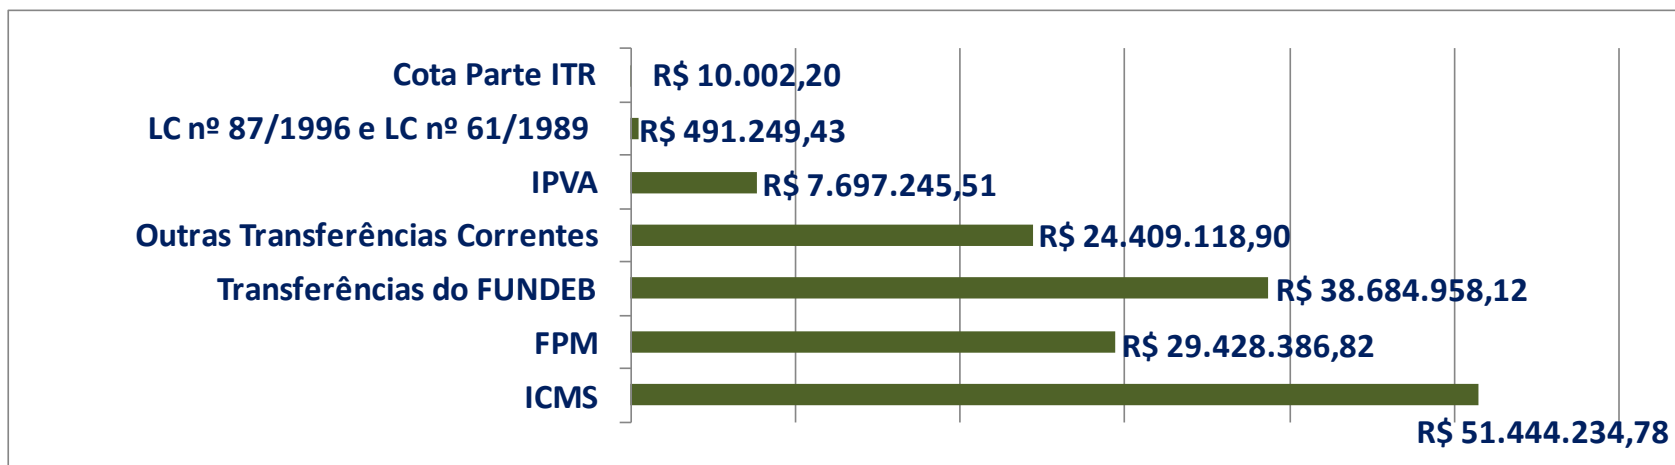 Cota Parte ITR R$ 10.002,20
LC nº 87/1996 e LC nº 61/1989 R$ 491.249,43
IPVA R$ 7.697.245,51
Outras Transferências Correntes R$ 24.409.118,90
Transferências do FUNDEB R$ 38.684.958,12
FPM R$ 29.428.386,82
ICMS R$ 51.444.234,78